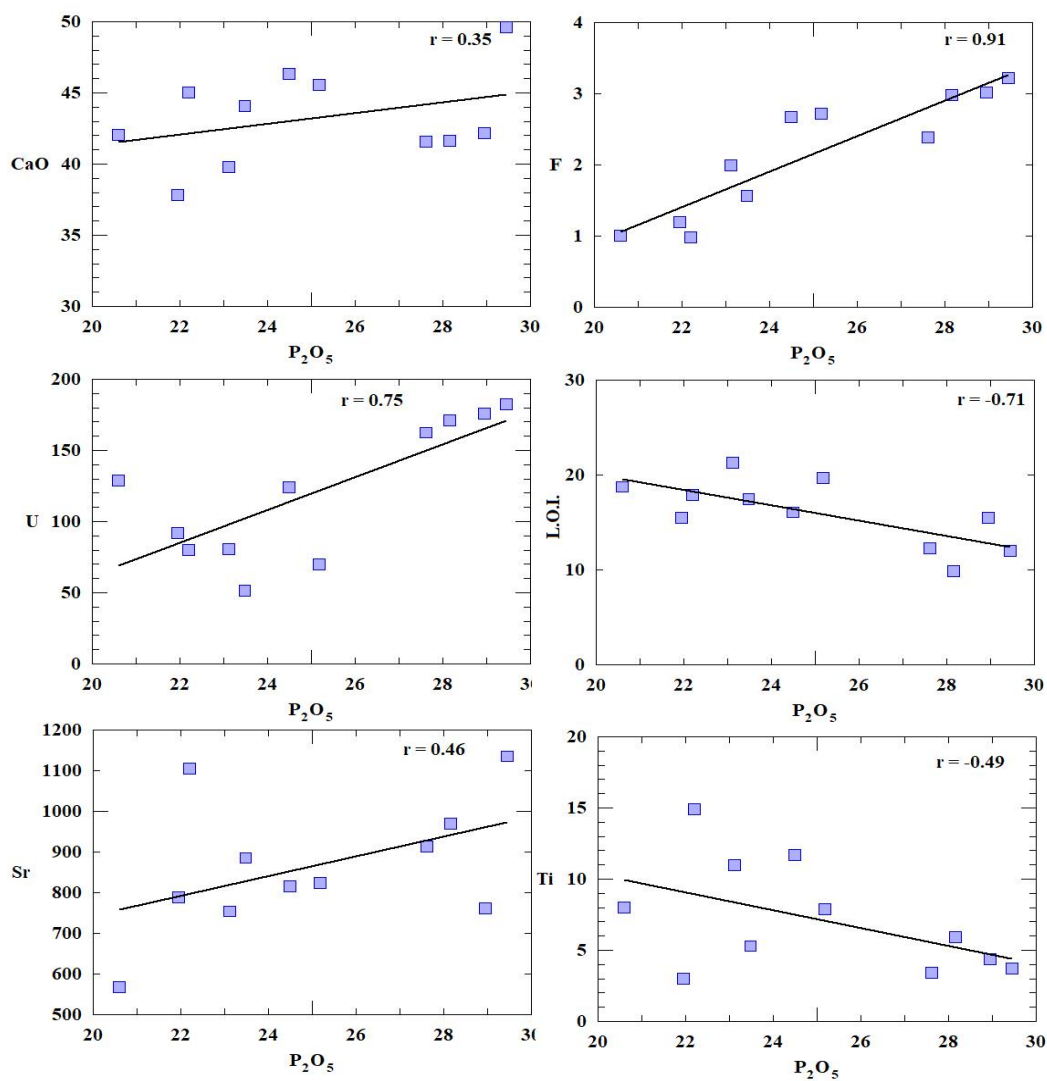 50
r = 0.35
45
CaO
40
35
30
20 22 24 26 28 30
P₂O₅
4
r = 0.91
3
F
2
1
0
20 22 24 26 28 30
P₂O₅
200
r = 0.75
150
U
100
50
0
20 22 24 26 28 30
P₂O₅
30
r = -0.71
20
L.O.I.
10
0
20 22 24 26 28 30
P₂O₅
1200
r = 0.46
1100
1000
900
Sr
800
700
600
500
20 22 24 26 28 30
P₂O₅
20
r = -0.49
15
Ti
10
5
0
20 22 24 26 28 30
P₂O₅